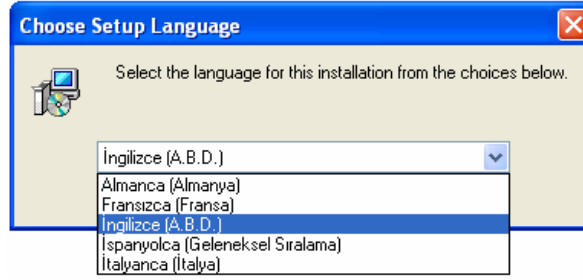 Choose Setup Language
Select the language for this installation from the choices below.
İngilizce (A.B.D.)
Almanca (Almanya)
Fransızca (Fransa)
İngilizce (A.B.D.)
İspanyolca (Geleneksel Sıralama)
İtalyanca (İtalya)